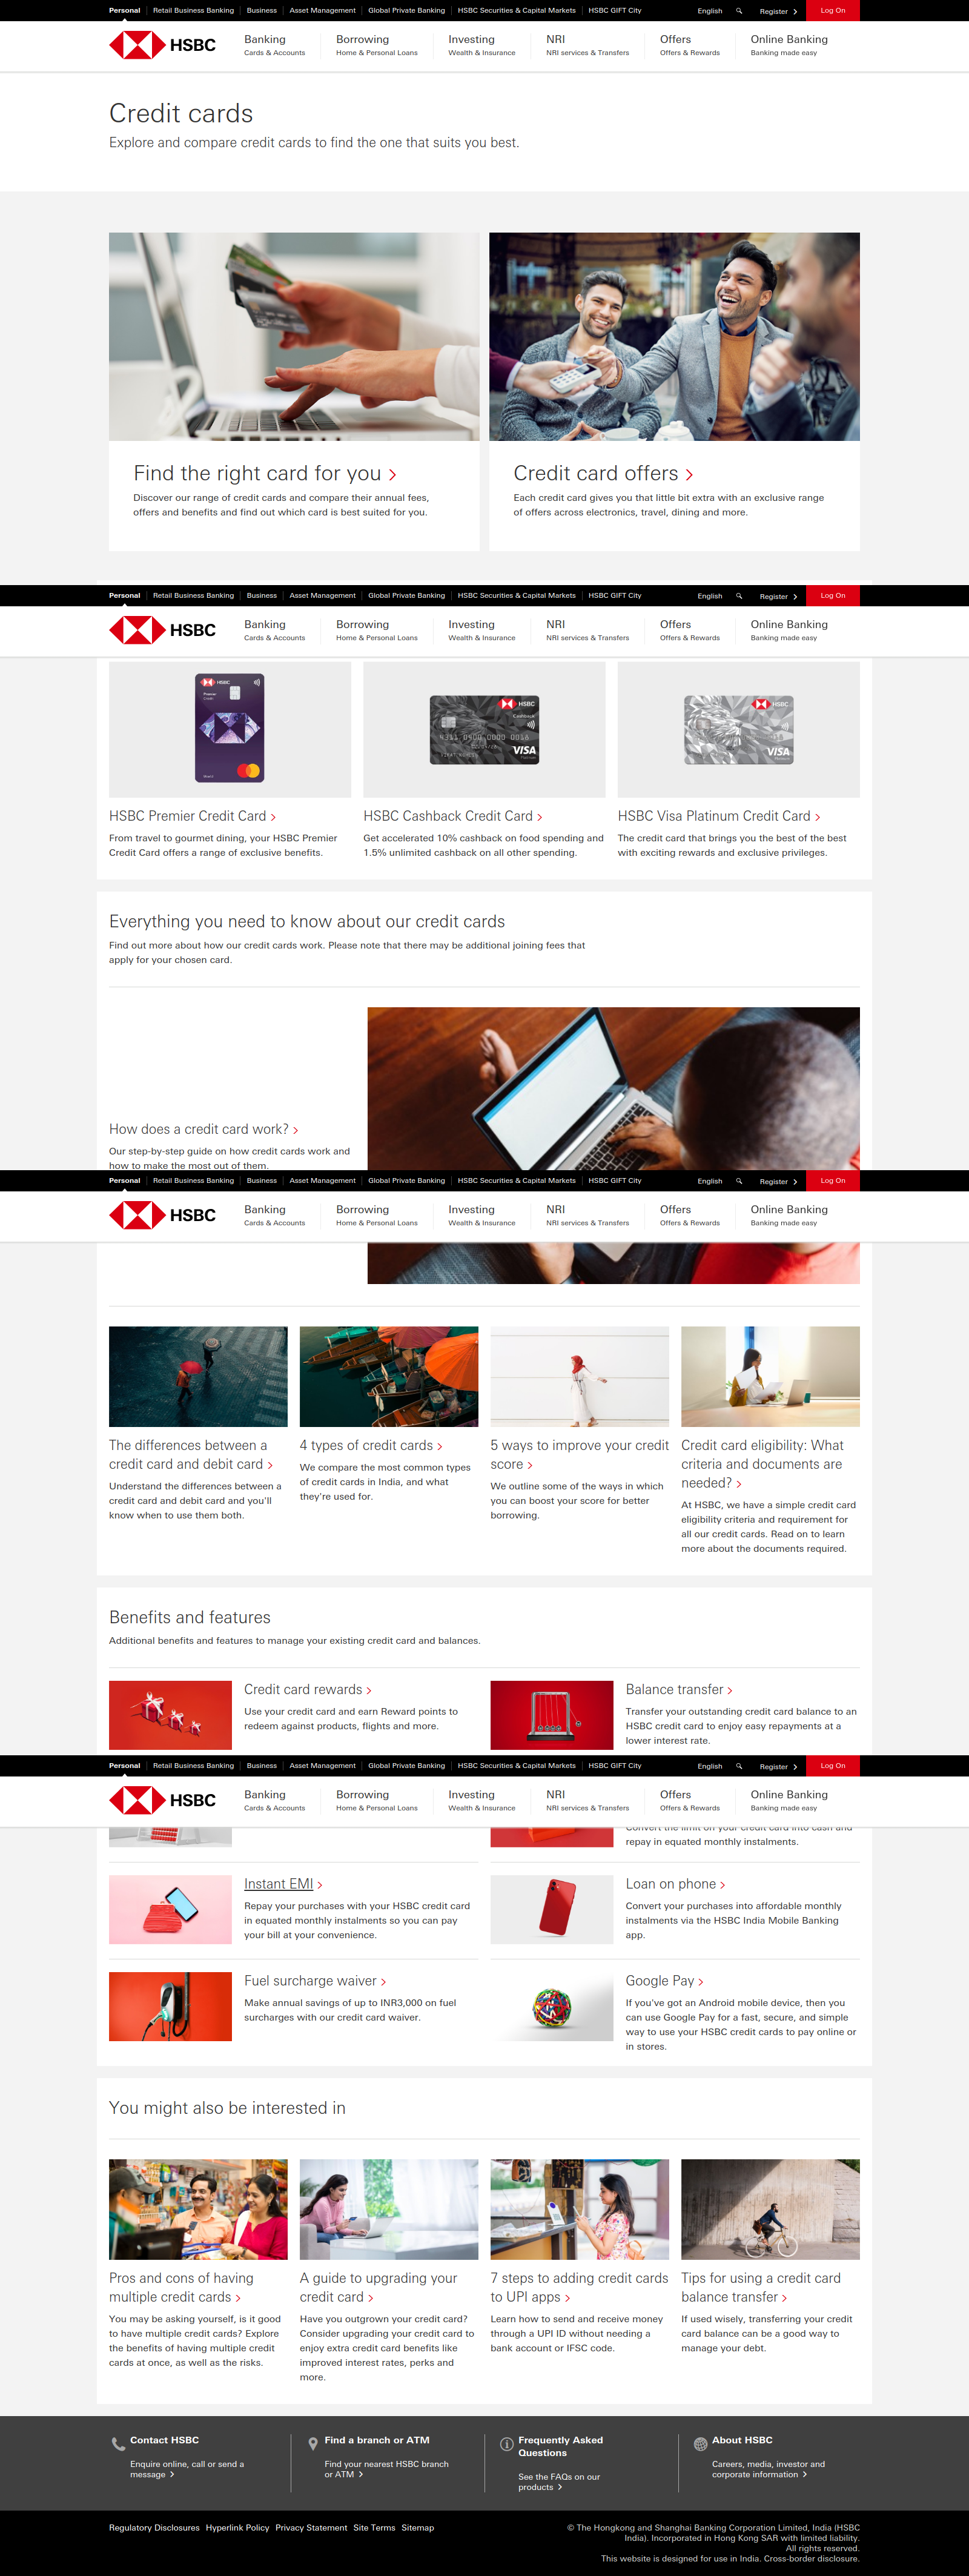 Personal Retail Business Banking Business Asset Management Global Private Banking HSBC Securities & Capital Markets HSBC GIFT City English Register Log On
HSBC
Banking Borrowing Investing NRI Offers Online Banking
Cards & Accounts Home & Personal Loans Wealth & Insurance NRI services & Transfers Offers & Rewards Banking made easy
Credit cards
Explore and compare credit cards to find the one that suits you best.
Find the right card for you
Discover our range of credit cards and compare their annual fees,
offers and benefits and find out which card is best suited for you.
Credit card offers
Each credit card gives you that little bit extra with an exclusive range
of offers across electronics, travel, dining and more.
Personal Retail Business Banking Business Asset Management Global Private Banking HSBC Securities & Capital Markets HSBC GIFT City English Register Log On
HSBC
Banking Borrowing Investing NRI Offers Online Banking
Cards & Accounts Home & Personal Loans Wealth & Insurance NRI services & Transfers Offers & Rewards Banking made easy
HSBC
Premier
HSBC
Cashback
VISA
HSBC
VISA
HSBC Premier Credit Card
From travel to gourmet dining, your HSBC Premier
Credit Card offers a range of exclusive benefits.
HSBC Cashback Credit Card
Get accelerated 10% cashback on food spending and
1.5% unlimited cashback on all other spending.
HSBC Visa Platinum Credit Card
The credit card that brings you the best of the best
with exciting rewards and exclusive privileges.
Everything you need to know about our credit cards
Find out more about how our credit cards work. Please note that there may be additional joining fees that
apply for your chosen card.
How does a credit card work?
Our step-by-step guide on how credit cards work and
how to make the most out of them.
Personal Retail Business Banking Business Asset Management Global Private Banking HSBC Securities & Capital Markets HSBC GIFT City English Register Log On
HSBC
Banking Borrowing Investing NRI Offers Online Banking
Cards & Accounts Home & Personal Loans Wealth & Insurance NRI services & Transfers Offers & Rewards Banking made easy
The differences between a
credit card and debit card
Understand the differences between a
credit card and debit card and you'll
know when to use them both.
4 types of credit cards
We compare the most common types
of credit cards in India, and what
they're used for.
5 ways to improve your credit
score
We outline some of the ways in which
you can boost your score for better
borrowing.
Credit card eligibility: What
criteria and documents are
needed?
At HSBC, we have a simple credit card
eligibility criteria and requirement for
all our credit cards. Read on to learn
more about the documents required.
Benefits and features
Additional benefits and features to manage your existing credit card and balances.
Credit card rewards
Use your credit card and earn Reward points to
redeem against products, flights and more.
Balance transfer
Transfer your outstanding credit card balance to an
HSBC credit card to enjoy easy repayments at a
lower interest rate.
Personal Retail Business Banking Business Asset Management Global Private Banking HSBC Securities & Capital Markets HSBC GIFT City English Register Log On
HSBC
Banking Borrowing Investing NRI Offers Online Banking
Cards & Accounts Home & Personal Loans Wealth & Insurance NRI services & Transfers Offers & Rewards Banking made easy
Convert the limit on your credit card into cash and
repay in equated monthly instalments.
Instant EMI
Repay your purchases with your HSBC credit card
in equated monthly instalments so you can pay
your bill at your convenience.
Loan on phone
Convert your purchases into affordable monthly
instalments via the HSBC India Mobile Banking
app.
Fuel surcharge waiver
Make annual savings of up to INR3,000 on fuel
surcharges with our credit card waiver.
Google Pay
If you've got an Android mobile device, then you
can use Google Pay for a fast, secure, and simple
way to use your HSBC credit cards to pay online or
in stores.
You might also be interested in
Pros and cons of having
multiple credit cards
You may be asking yourself, is it good
to have multiple credit cards? Explore
the benefits of having multiple credit
cards at once, as well as the risks.
A guide to upgrading your
credit card
Have you outgrown your credit card?
Consider upgrading your credit card to
enjoy extra credit card benefits like
improved interest rates, perks and
more.
7 steps to adding credit cards
to UPI apps
Learn how to send and receive money
through a UPI ID without needing a
bank account or IFSC code.
Tips for using a credit card
balance transfer
If used wisely, transferring your credit
card balance can be a good way to
manage your debt.
Contact HSBC
Enquire online, call or send a
message
Find a branch or ATM
Find your nearest HSBC branch
or ATM
Frequently Asked
Questions
See the FAQs on our
products
About HSBC
Careers, media, investor and
corporate information
Regulatory Disclosures Hyperlink Policy Privacy Statement Site Terms Sitemap
© The Hongkong and Shanghai Banking Corporation Limited, India (HSBC
India). Incorporated in Hong Kong SAR with limited liability.
All rights reserved.
This website is designed for use in India. Cross-border disclosure.